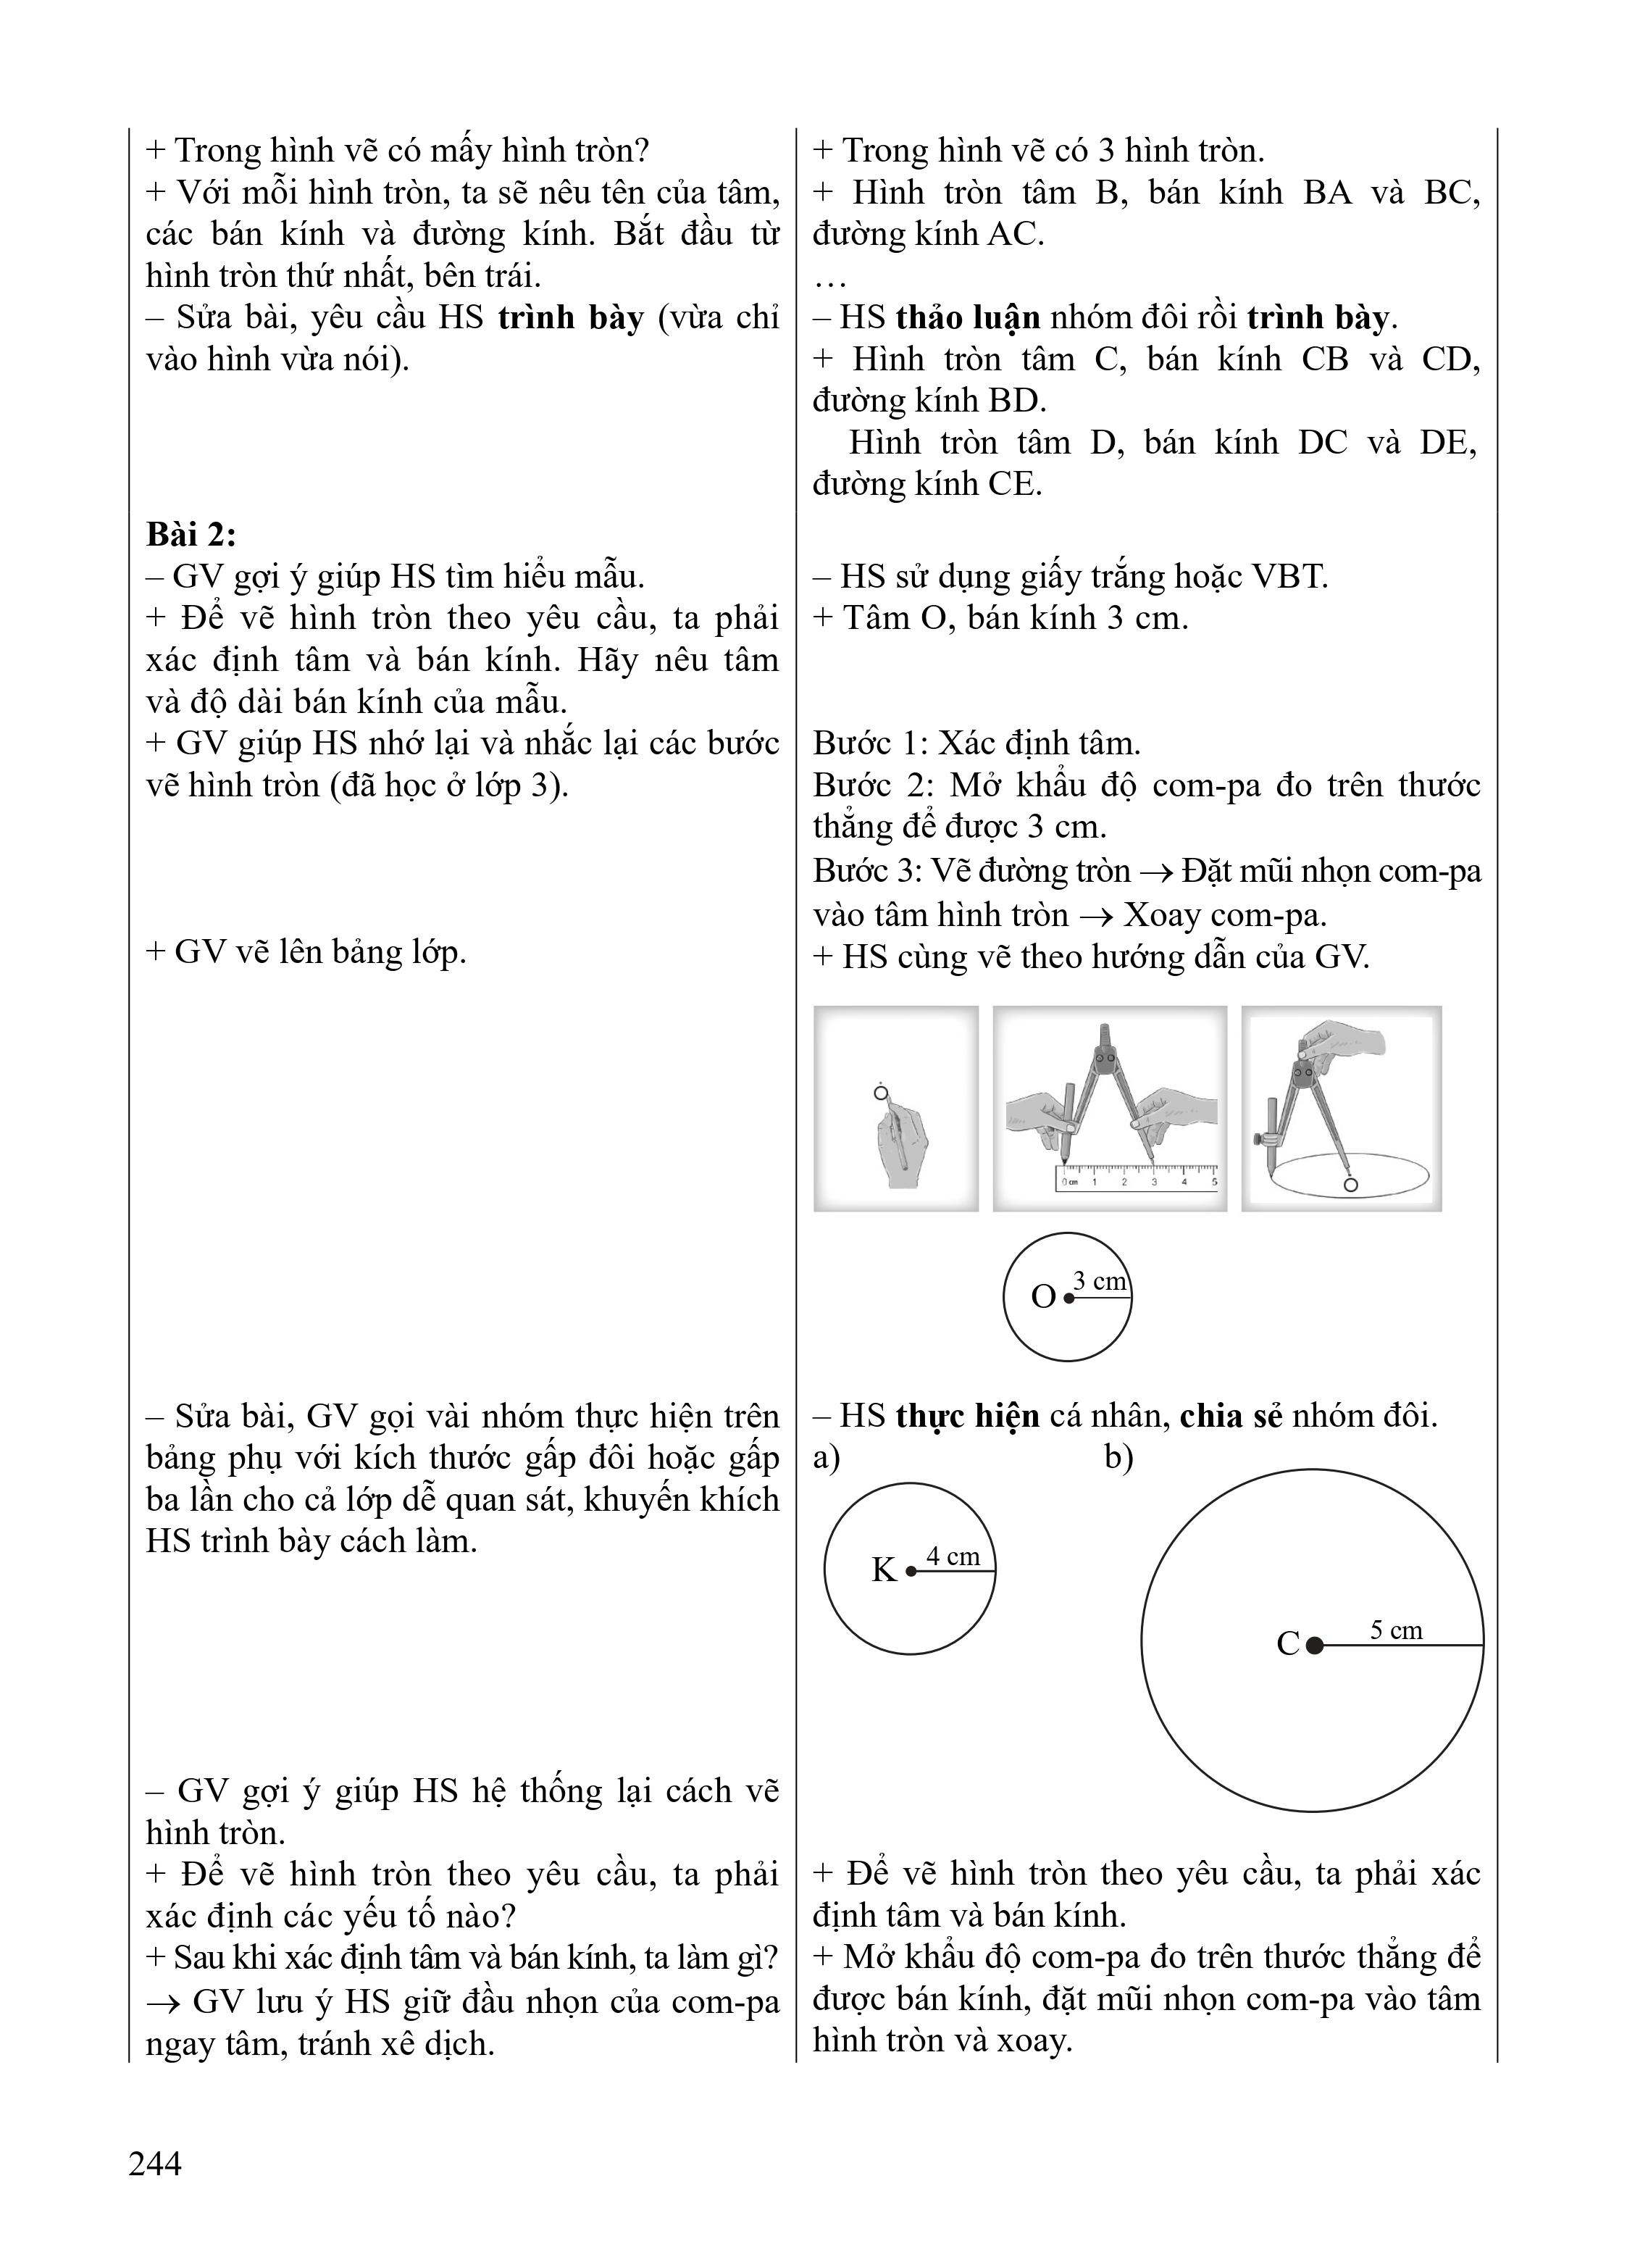 + Trong hình vẽ có mấy hình tròn?
+ Với mỗi hình tròn, ta sẽ nêu tên của tâm,
các bán kính và đường kính. Bắt đầu từ
hình tròn thứ nhất, bên trái.
– Sửa bài, yêu cầu HS trình bày (vừa chỉ
vào hình vừa nói).
+ Trong hình vẽ có 3 hình tròn.
+ Hình tròn tâm B, bán kính BA và BC,
đường kính AC.
…
– HS thảo luận nhóm đôi rồi trình bày.
+ Hình tròn tâm C, bán kính CB và CD,
đường kính BD.
Hình tròn tâm D, bán kính DC và DE,
đường kính CE.
Bài 2:
– GV gợi ý giúp HS tìm hiểu mẫu.
+ Để vẽ hình tròn theo yêu cầu, ta phải
xác định tâm và bán kính. Hãy nêu tâm
và độ dài bán kính của mẫu.
+ GV giúp HS nhớ lại và nhắc lại các bước
vẽ hình tròn (đã học ở lớp 3).
+ GV vẽ lên bảng lớp.
– HS sử dụng giấy trắng hoặc VBT.
+ Tâm O, bán kính 3 cm.
Bước 1: Xác định tâm.
Bước 2: Mở khẩu độ com-pa đo trên thước
thẳng để được 3 cm.
Bước 3: Vẽ đường tròn → Đặt mũi nhọn com-pa
vào tâm hình tròn → Xoay com-pa.
+ HS cùng vẽ theo hướng dẫn của GV.
O
0 cm 1 2 3 4 5
O
O 3 cm
– Sửa bài, GV gọi vài nhóm thực hiện trên
bảng phụ với kích thước gấp đôi hoặc gấp
ba lần cho cả lớp dễ quan sát, khuyến khích
HS trình bày cách làm.
– HS thực hiện cá nhân, chia sẻ nhóm đôi.
a) b)
K 4 cm
C 5 cm
– GV gợi ý giúp HS hệ thống lại cách vẽ
hình tròn.
+ Để vẽ hình tròn theo yêu cầu, ta phải
xác định các yếu tố nào?
+ Sau khi xác định tâm và bán kính, ta làm gì?
→ GV lưu ý HS giữ đầu nhọn của com-pa
ngay tâm, tránh xê dịch.
+ Để vẽ hình tròn theo yêu cầu, ta phải xác
định tâm và bán kính.
+ Mở khẩu độ com-pa đo trên thước thẳng để
được bán kính, đặt mũi nhọn com-pa vào tâm
hình tròn và xoay.
244